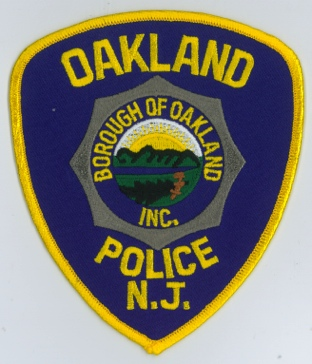 OAKLAND
BOROUGH OF OAKLAND
INC.
POLICE
N.J.